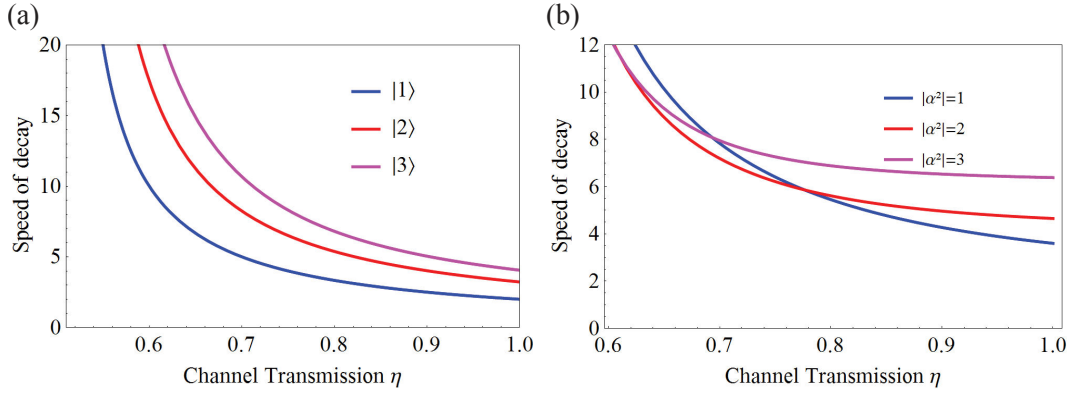 (a)
20
15
10
5
0
Speed of decay
|1⟩
|2⟩
|3⟩
0.6 0.7 0.8 0.9 1.0
Channel Transmission η
(b)
12
10
8
6
4
2
0
Speed of decay
|α²|=1
|α²|=2
|α²|=3
0.6 0.7 0.8 0.9 1.0
Channel Transmission η